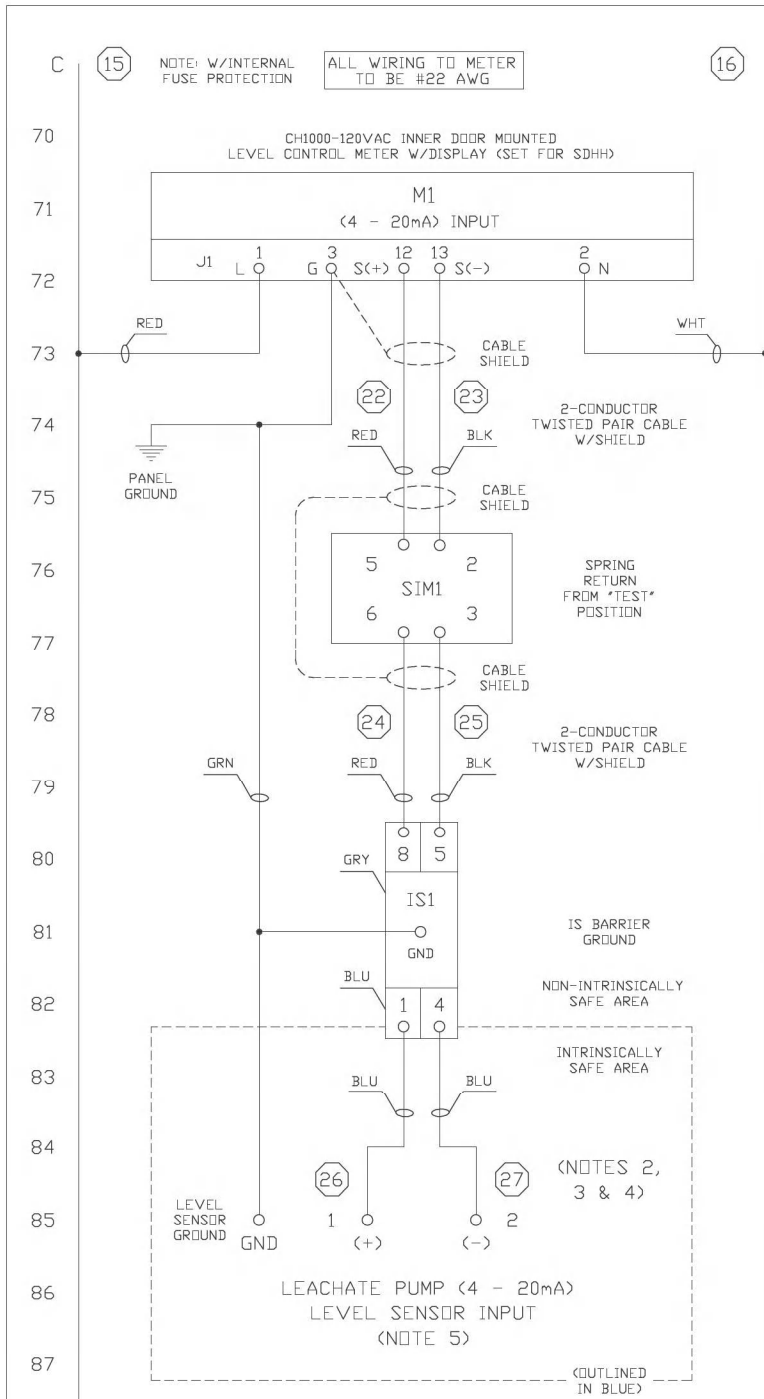 C
15
NOTE: W/INTERNAL
FUSE PROTECTION
ALL WIRING TO METER
TO BE #22 AWG
16
70
CH1000-120VAC INNER DOOR MOUNTED
LEVEL CONTROL METER W/DISPLAY (SET FOR SDHH)
71
M1
(4 - 20mA) INPUT
72
J1
1
L
3
G
12
S(+)
13
S(-)
2
N
RED
WHT
73
CABLE
SHIELD
22
23
74
2-CONDUCTOR
TWISTED PAIR CABLE
W/SHIELD
RED
BLK
PANEL
GROUND
75
CABLE
SHIELD
76
5
2
SIM1
6
3
SPRING
RETURN
FROM "TEST"
POSITION
77
CABLE
SHIELD
78
24
25
2-CONDUCTOR
TWISTED PAIR CABLE
W/SHIELD
79
GRN
RED
BLK
80
8
5
GRY
IS1
81
GND
IS BARRIER
GROUND
BLU
82
1
4
NON-INTRINSICALLY
SAFE AREA
INTRINSICALLY
SAFE AREA
83
BLU
BLU
84
26
27
(NOTES 2,
3 & 4)
85
LEVEL
SENSOR
GROUND
GND
1
(+)
(-)
2
86
LEACHATE PUMP (4 - 20mA)
LEVEL SENSOR INPUT
(NOTE 5)
87
(OUTLINED
IN BLUE)